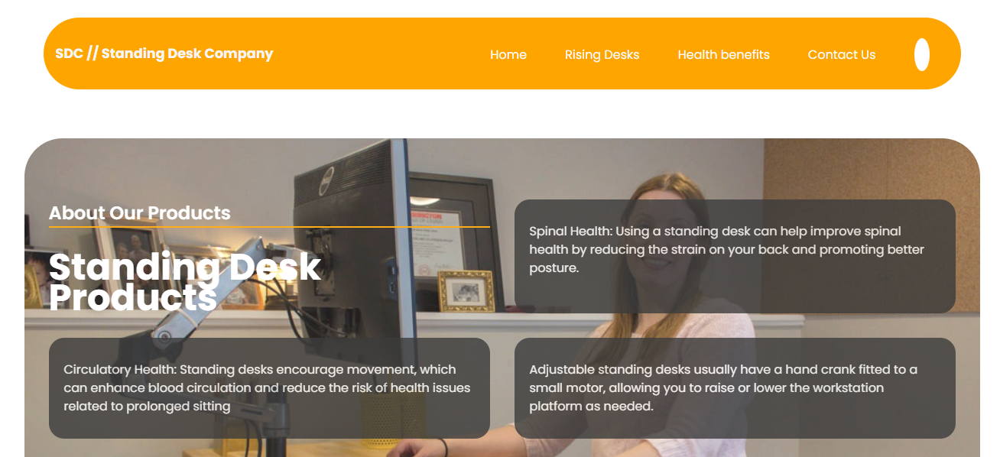 SDC // Standing Desk Company
Home
Rising Desks
Health benefits
Contact Us
About Our Products
Standing Desk
Products
Spinal Health: Using a standing desk can help improve spinal
health by reducing the strain on your back and promoting better
posture.
Circulatory Health: Standing desks encourage movement, which
can enhance blood circulation and reduce the risk of health issues
related to prolonged sitting
Adjustable standing desks usually have a hand crank fitted to a
small motor, allowing you to raise or lower the workstation
platform as needed.